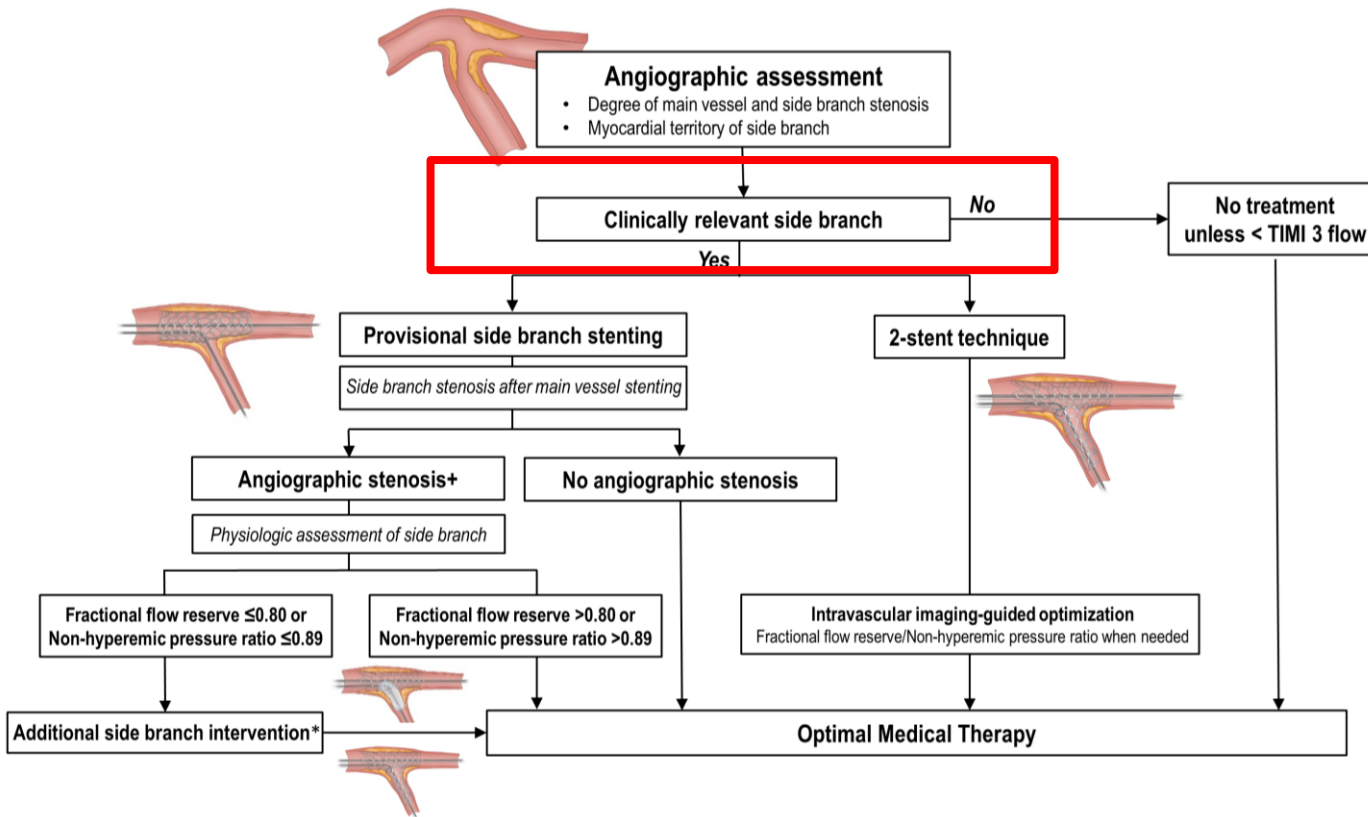 Angiographic assessment
• Degree of main vessel and side branch stenosis
• Myocardial territory of side branch
Clinically relevant side branch
No
No treatment
unless < TIMI 3 flow
Yes
Provisional side branch stenting
2-stent technique
Side branch stenosis after main vessel stenting
Angiographic stenosis+
No angiographic stenosis
Physiologic assessment of side branch
Fractional flow reserve ≤0.80 or
Non-hyperemic pressure ratio ≤0.89
Fractional flow reserve >0.80 or
Non-hyperemic pressure ratio >0.89
Intravascular imaging-guided optimization
Fractional flow reserve/Non-hyperemic pressure ratio when needed
Additional side branch intervention*
Optimal Medical Therapy